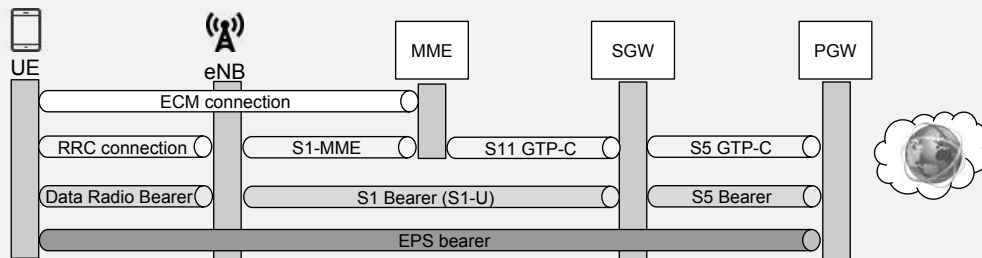 UE
eNB
MME
SGW
PGW
ECM connection
RRC connection
S1-MME
S11 GTP-C
S5 GTP-C
Data Radio Bearer
S1 Bearer (S1-U)
S5 Bearer
EPS bearer